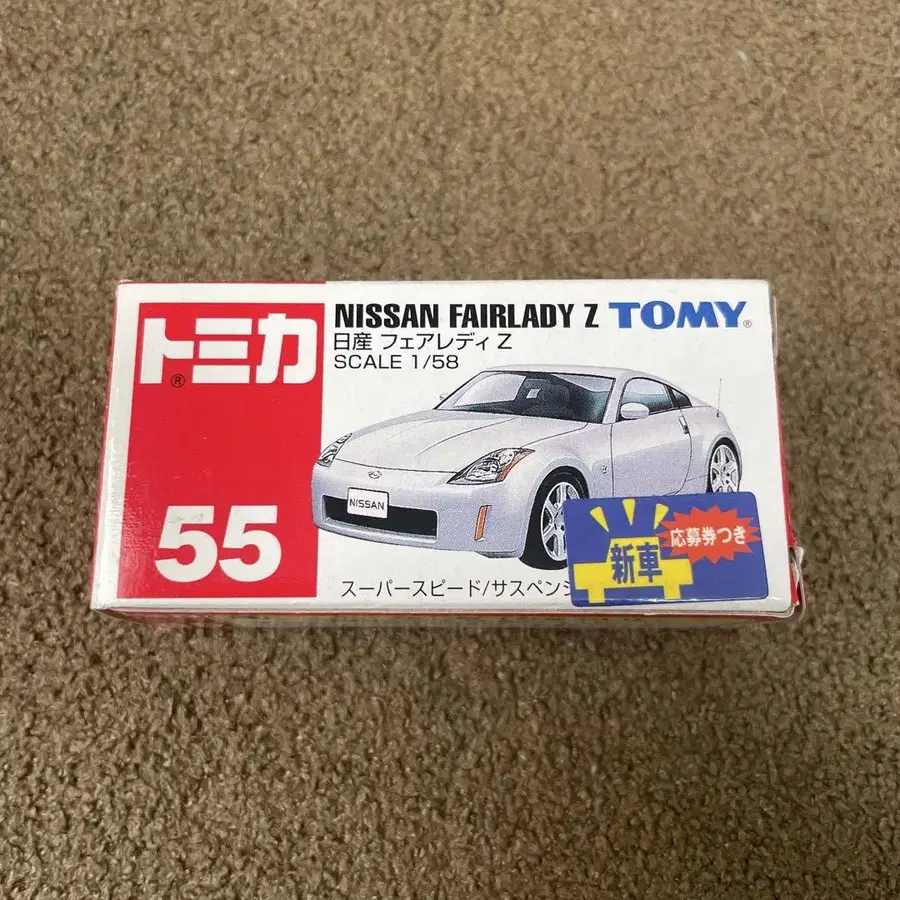 トミカ®
55
NISSAN FAIRLADY Z TOMY®
日産 フェアレディ Z
SCALE 1/58
NISSAN
スーパースピード/サスペンシ
新車
応募券つき